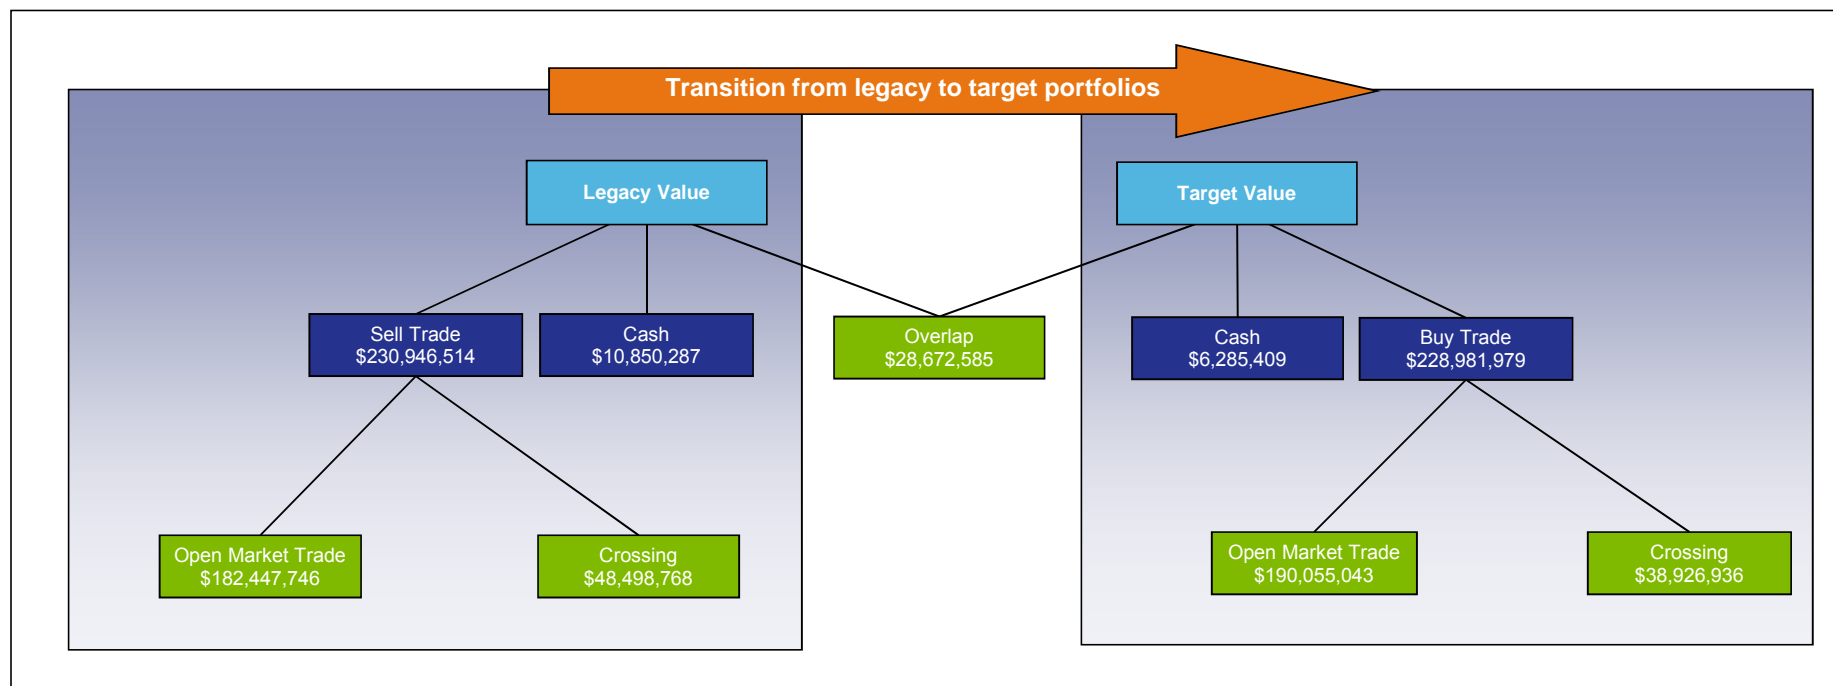 Transition from legacy to target portfolios
Legacy Value
Target Value
Sell Trade
$230,946,514
Cash
$10,850,287
Overlap
$28,672,585
Cash
$6,285,409
Buy Trade
$228,981,979
Open Market Trade
$182,447,746
Crossing
$48,498,768
Open Market Trade
$190,055,043
Crossing
$38,926,936